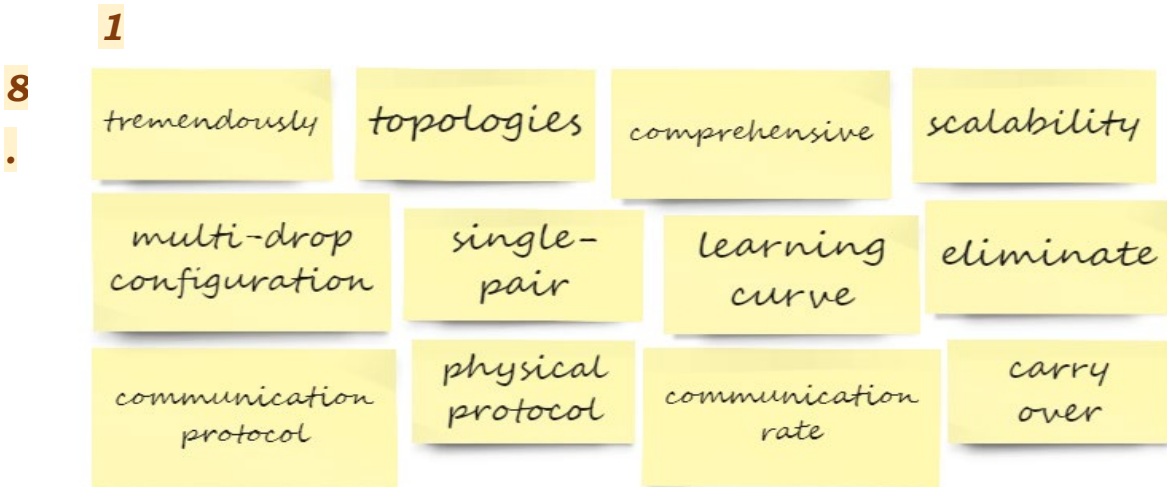 1
8
.
tremendously
topologies
comprehensive
scalability
multi-drop
configuration
single-
pair
learning
curve
eliminate
communication
protocol
physical
protocol
communication
rate
carry
over